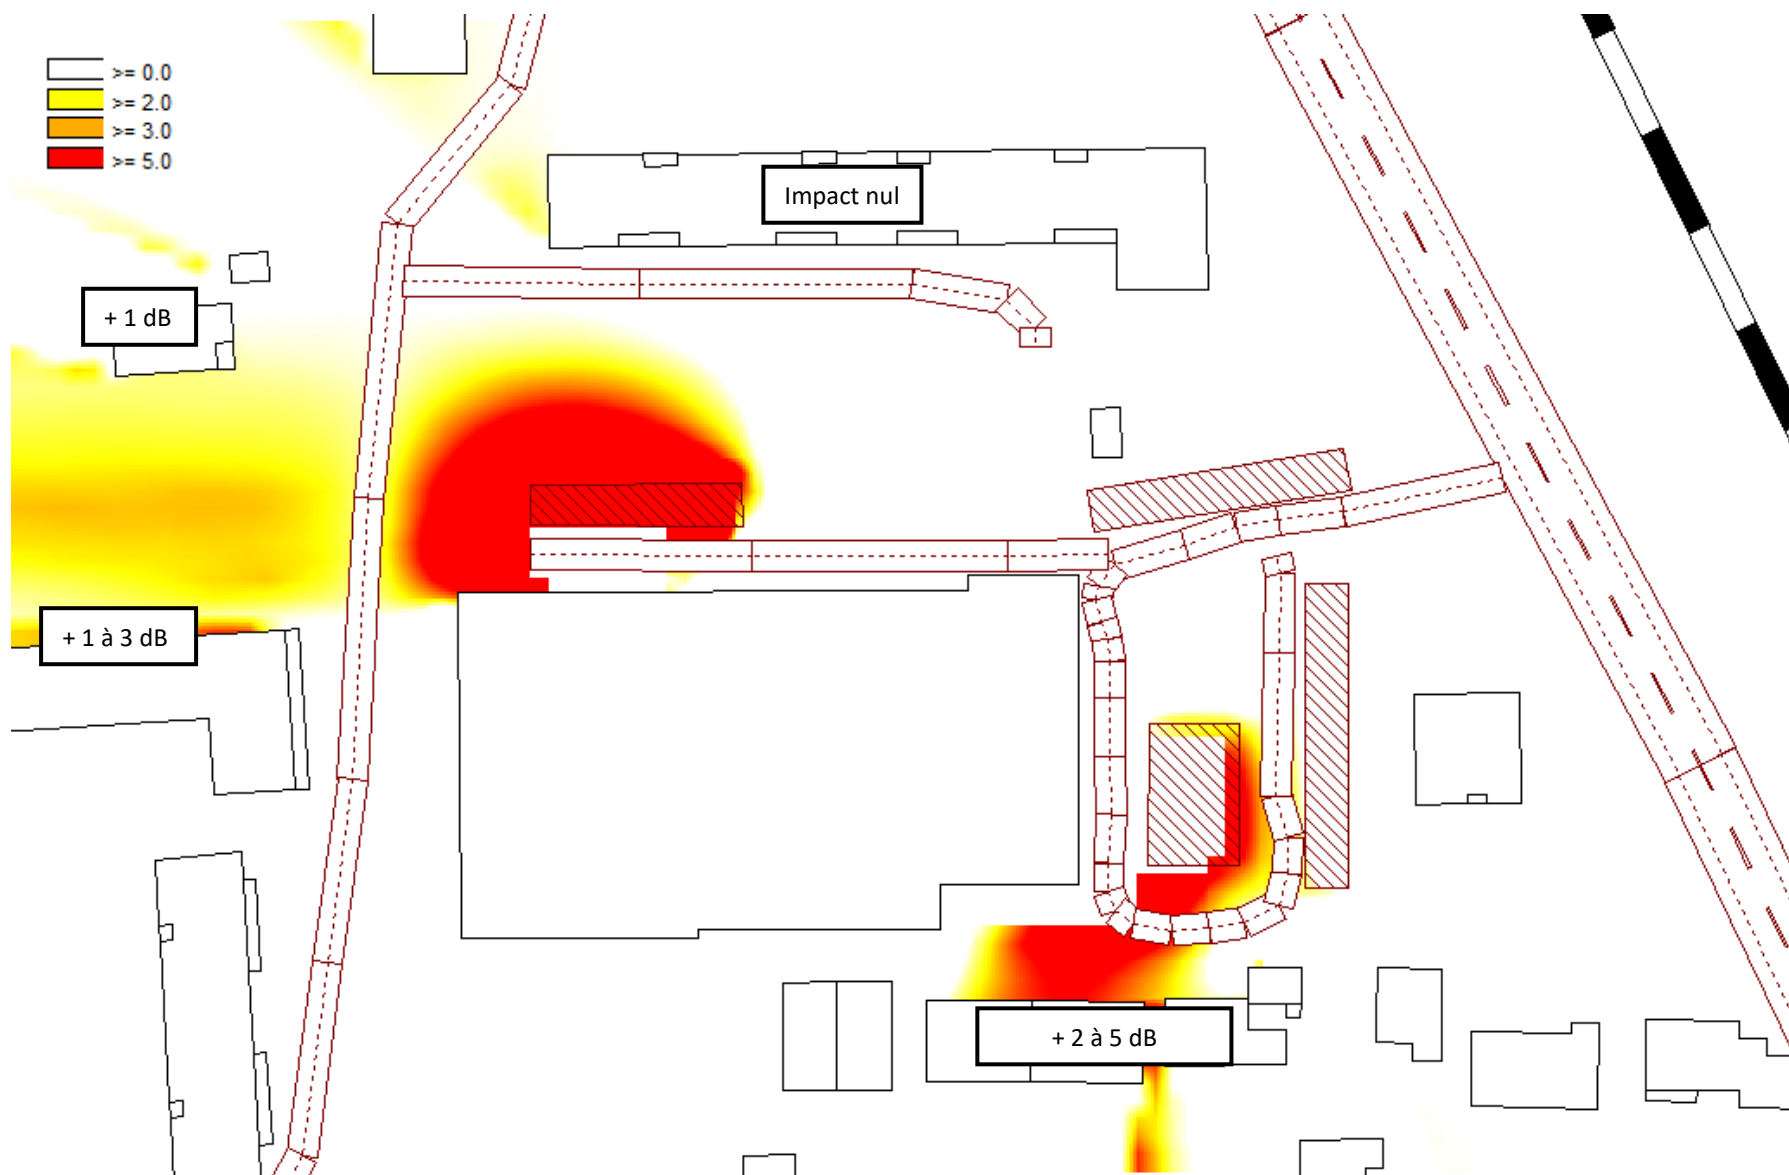 >= 0.0
>= 2.0
>= 3.0
>= 5.0
Impact nul
+ 1 dB
+ 1 à 3 dB
+ 2 à 5 dB